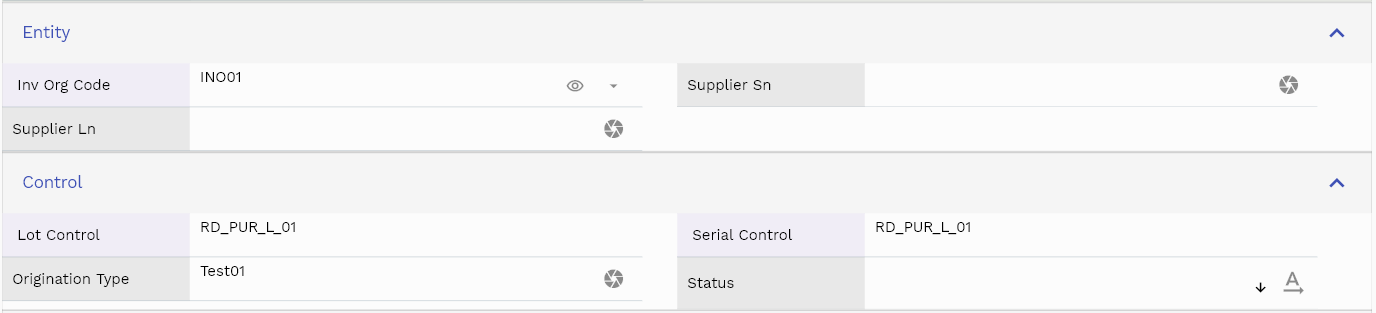 Entity
Inv Org Code INO01 Supplier Sn
Supplier Ln
Control
Lot Control RD_PUR_L_01 Serial Control RD_PUR_L_01
Origination Type Test01 Status